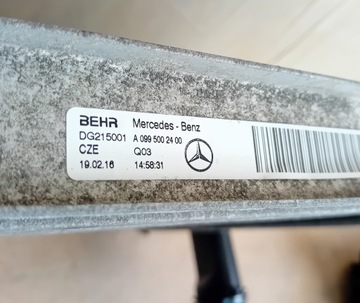 BEHR Mercedes - Benz
DG215001 A 099 500 24 00
CZE Q03
19.02.16 14:58:31